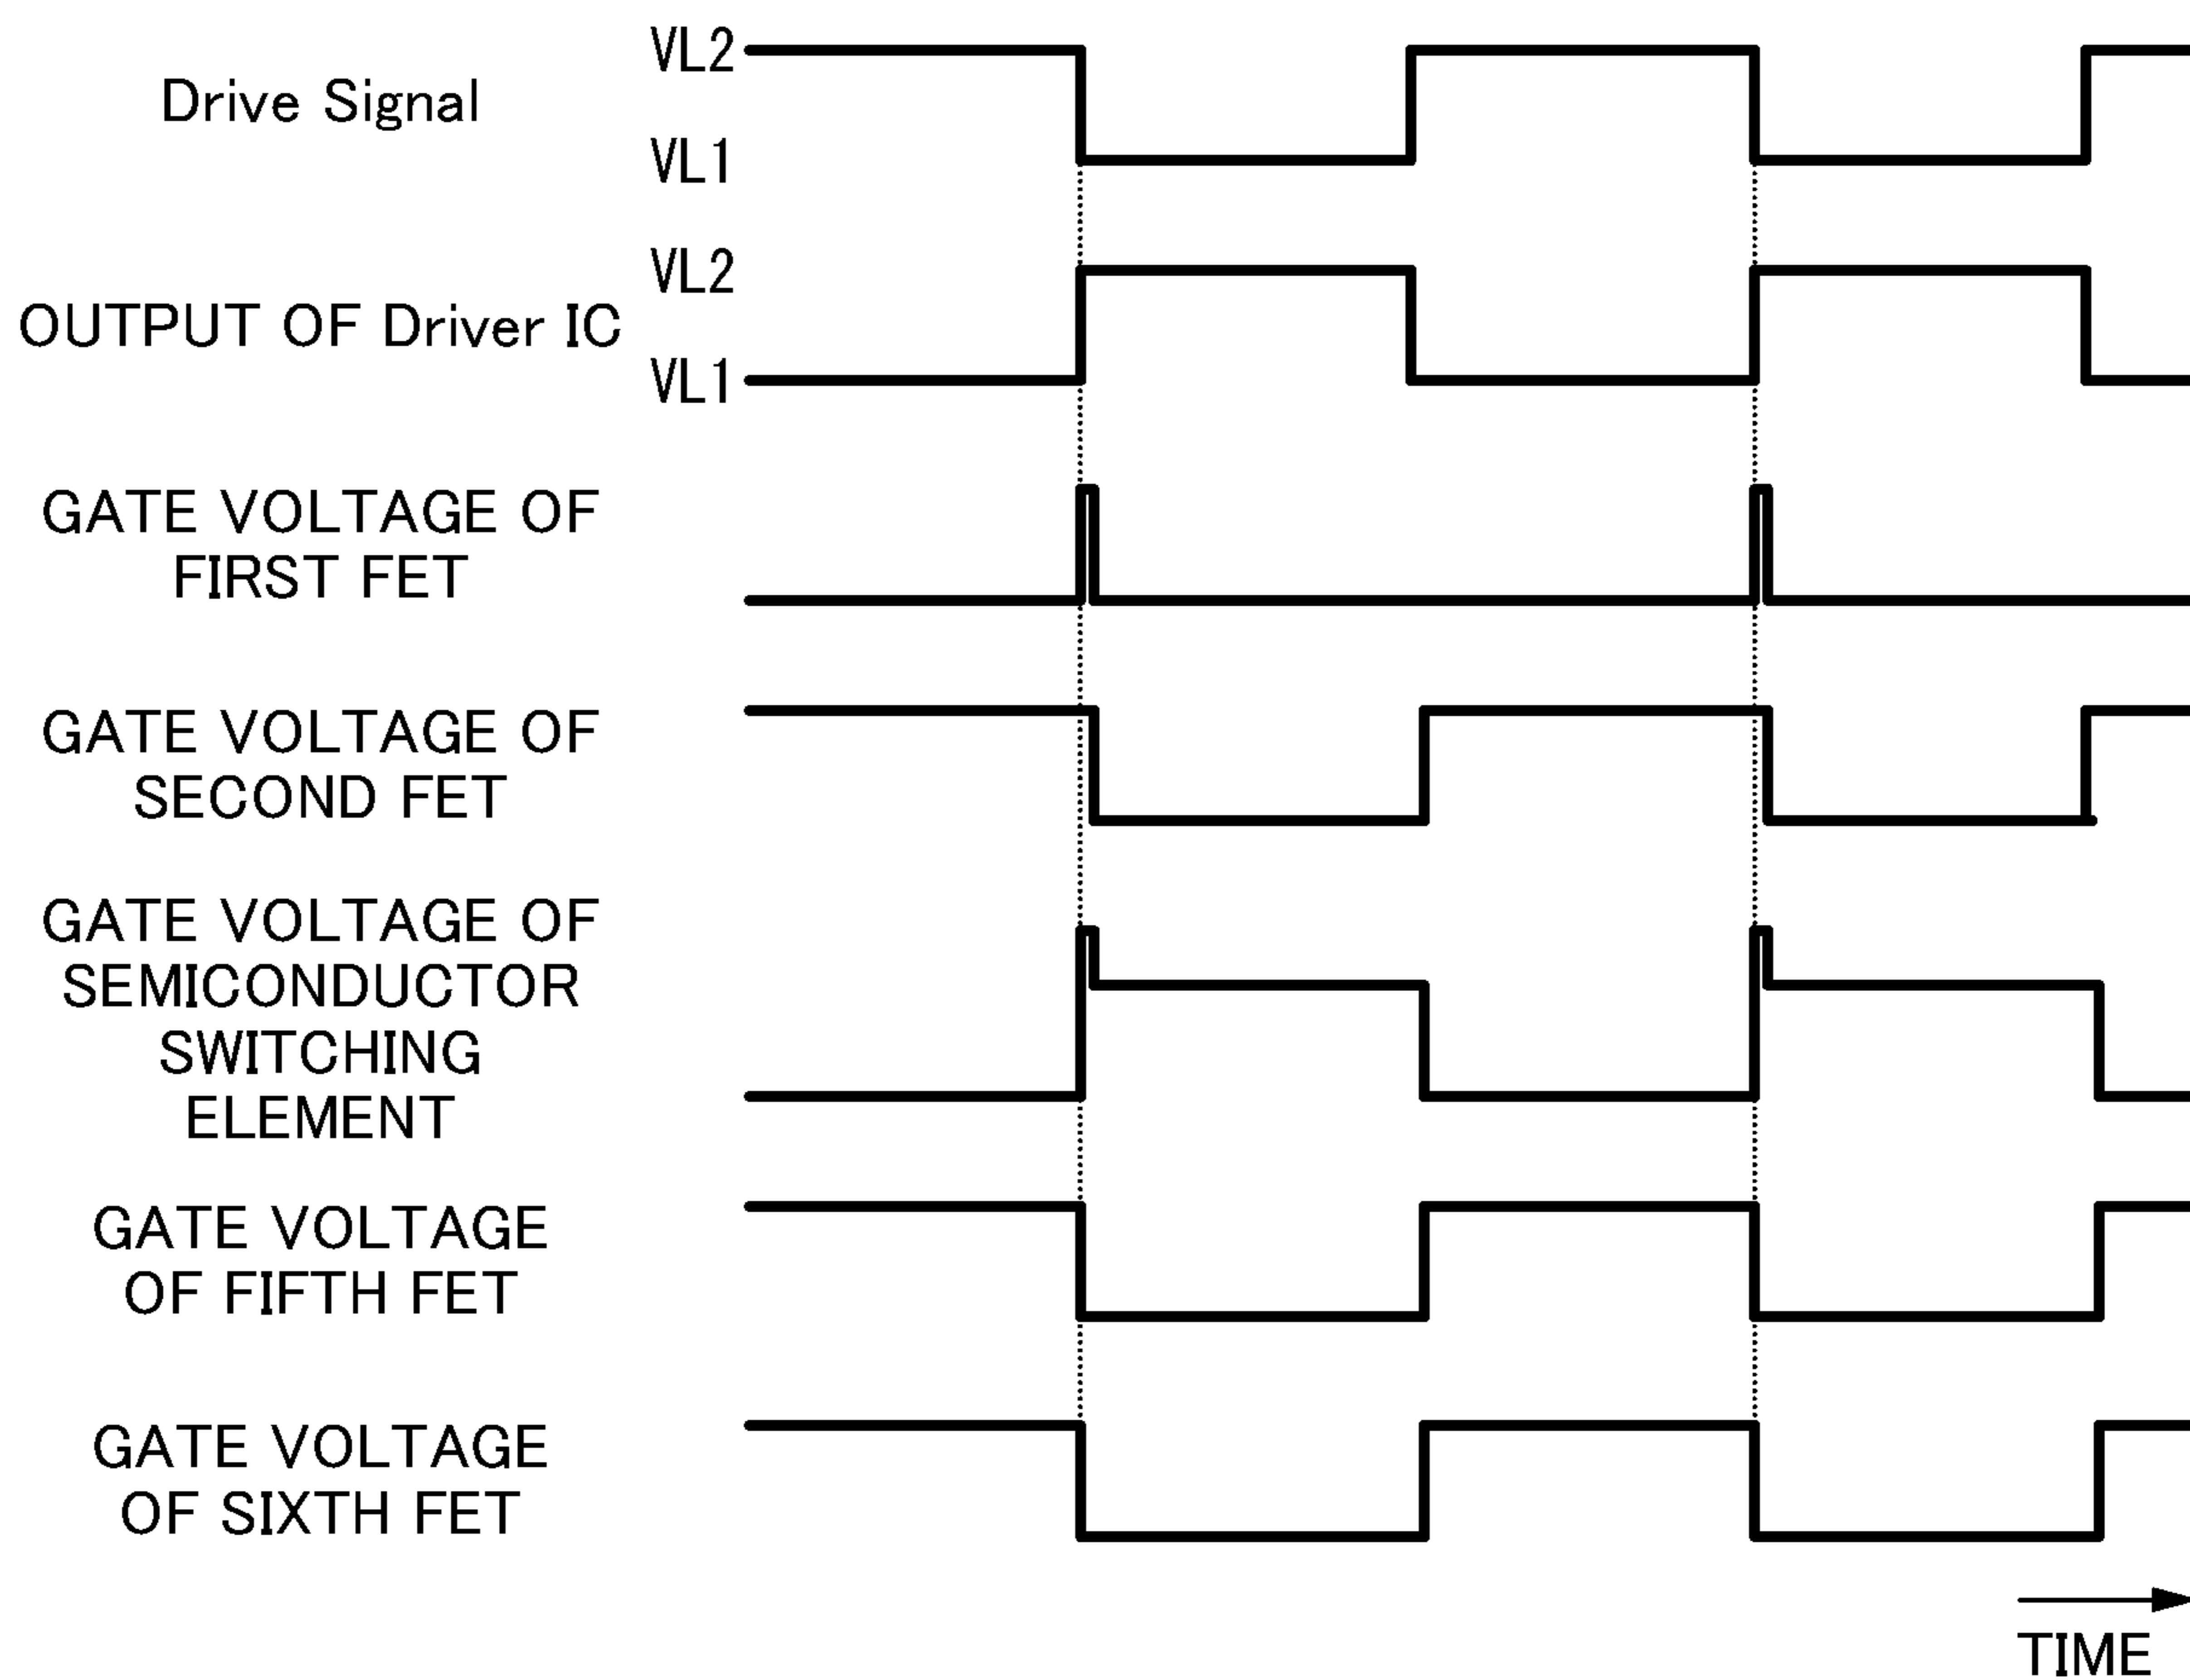 Drive Signal
VL2
VL1
OUTPUT OF Driver IC
VL2
VL1
GATE VOLTAGE OF
FIRST FET
GATE VOLTAGE OF
SECOND FET
GATE VOLTAGE OF
SEMICONDUCTOR
SWITCHING
ELEMENT
GATE VOLTAGE
OF FIFTH FET
GATE VOLTAGE
OF SIXTH FET
TIME